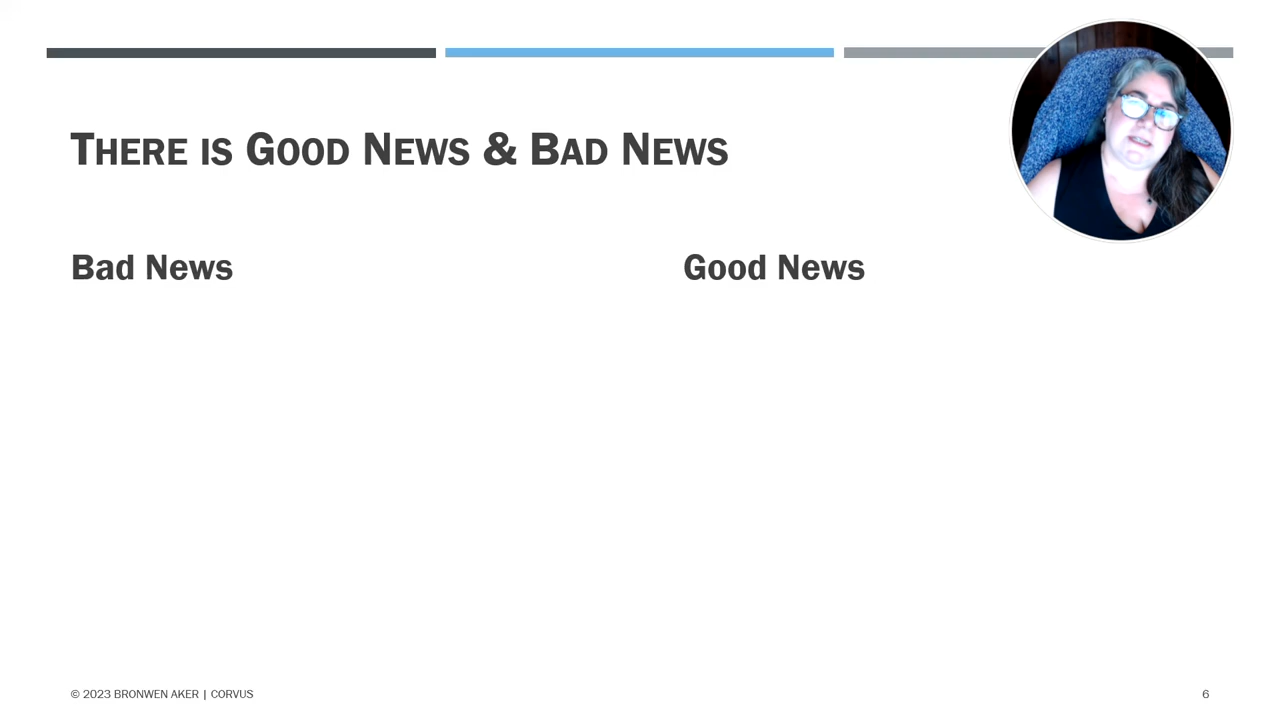 There is Good News & Bad News
Bad News
Good News
© 2023 BRONWEN AKER | CORVUS
6